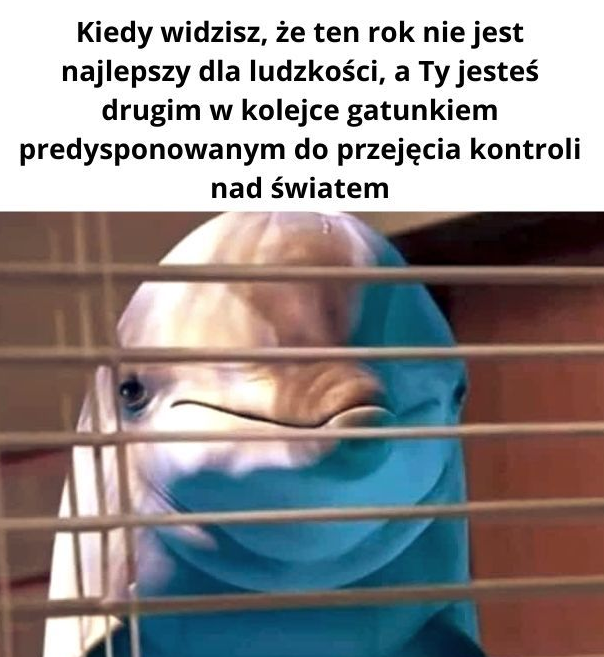 Kiedy widzisz, że ten rok nie jest
najlepszy dla ludzkości, a Ty jesteś
drugim w kolejce gatunkiem
predysponowanym do przejęcia kontroli
nad światem